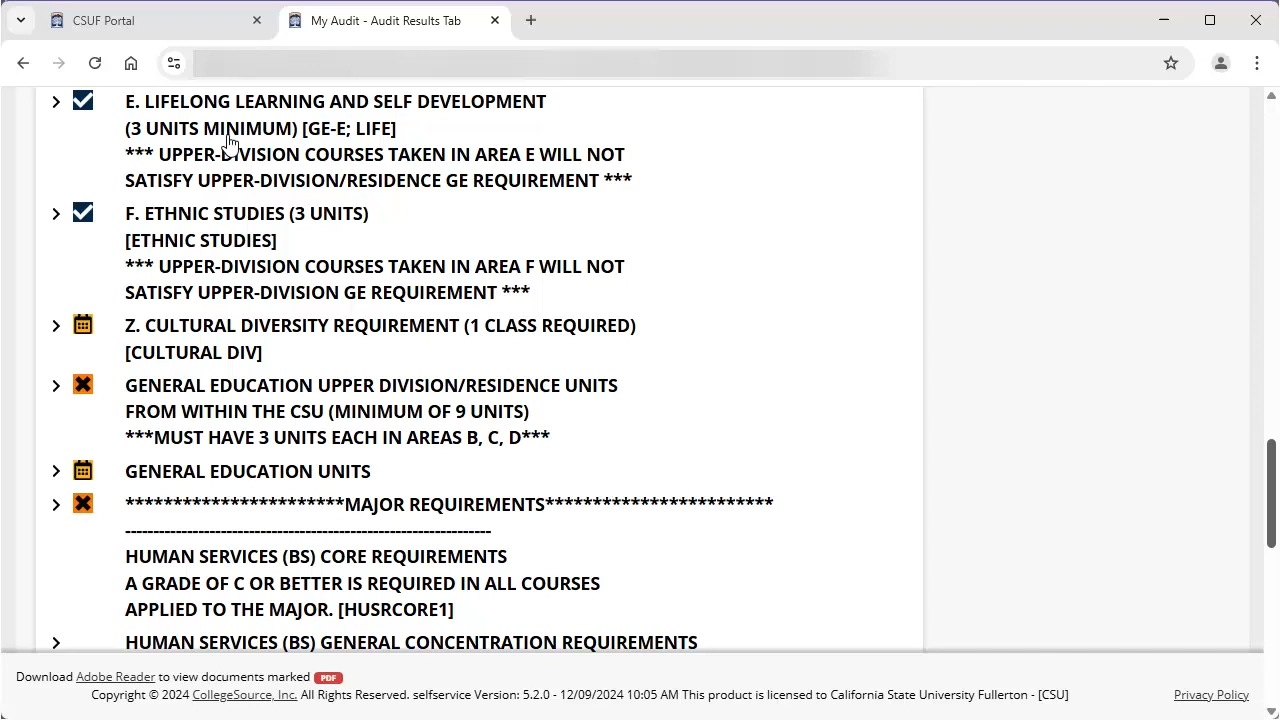 CSUF Portal
My Audit - Audit Results Tab
E. LIFELONG LEARNING AND SELF DEVELOPMENT
(3 UNITS MINIMUM) [GE-E; LIFE]
*** UPPER-DIVISION COURSES TAKEN IN AREA E WILL NOT
SATISFY UPPER-DIVISION/RESIDENCE GE REQUIREMENT ***
F. ETHNIC STUDIES (3 UNITS)
[ETHNIC STUDIES]
*** UPPER-DIVISION COURSES TAKEN IN AREA F WILL NOT
SATISFY UPPER-DIVISION GE REQUIREMENT ***
Z. CULTURAL DIVERSITY REQUIREMENT (1 CLASS REQUIRED)
[CULTURAL DIV]
GENERAL EDUCATION UPPER DIVISION/RESIDENCE UNITS
FROM WITHIN THE CSU (MINIMUM OF 9 UNITS)
***MUST HAVE 3 UNITS EACH IN AREAS B, C, D***
GENERAL EDUCATION UNITS
***********************MAJOR REQUIREMENTS************************
-------------------------------------------------------------
HUMAN SERVICES (BS) CORE REQUIREMENTS
A GRADE OF C OR BETTER IS REQUIRED IN ALL COURSES
APPLIED TO THE MAJOR. [HUSRCORE1]
HUMAN SERVICES (BS) GENERAL CONCENTRATION REQUIREMENTS
Download Adobe Reader to view documents marked PDF
Copyright © 2024 CollegeSource, Inc. All Rights Reserved. selfservice Version: 5.2.0 - 12/09/2024 10:05 AM This product is licensed to California State University Fullerton - [CSU]
Privacy Policy